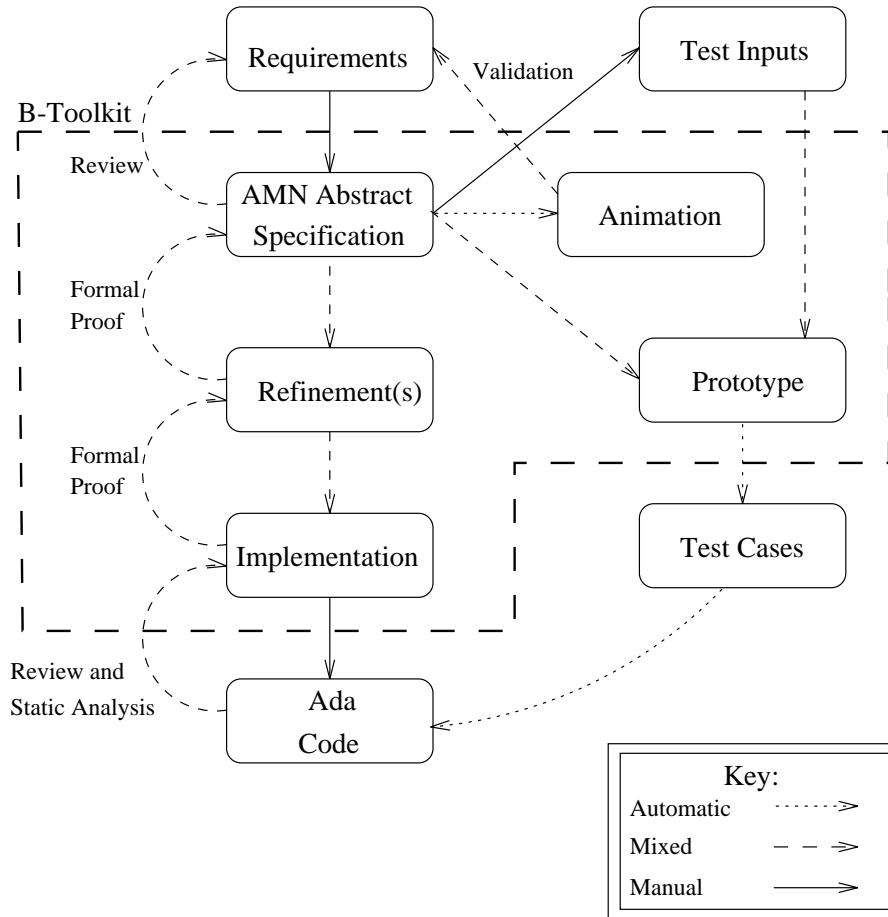 Requirements
Test Inputs
Validation
B-Toolkit
Review
AMN Abstract
Specification
Animation
Formal
Proof
Refinement(s)
Prototype
Formal
Proof
Implementation
Test Cases
Review and
Static Analysis
Ada
Code
Key:
Automatic
Mixed
Manual